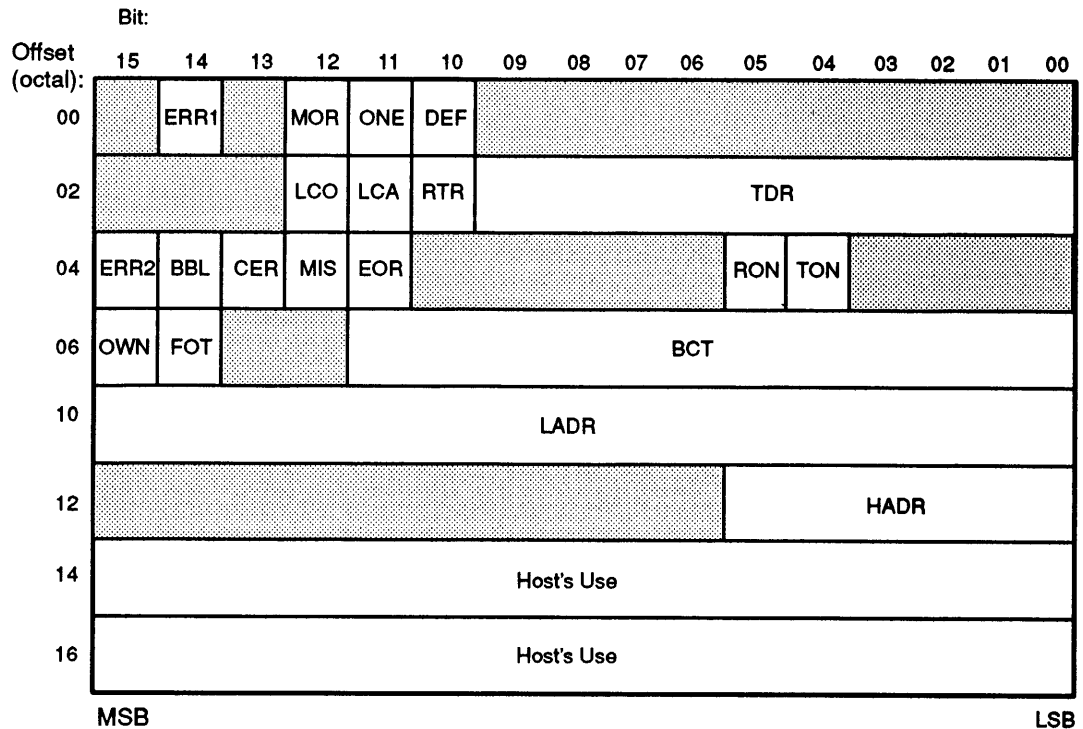 Bit:
Offset
(octal): 15 14 13 12 11 10 09 08 07 06 05 04 03 02 01 00
00 ERR1 MOR ONE DEF
02 LCO LCA RTR TDR
04 ERR2 BBL CER MIS EOR RON TON
06 OWN FOT BCT
10 LADR
12 HADR
14 Host's Use
16 Host's Use
MSB LSB